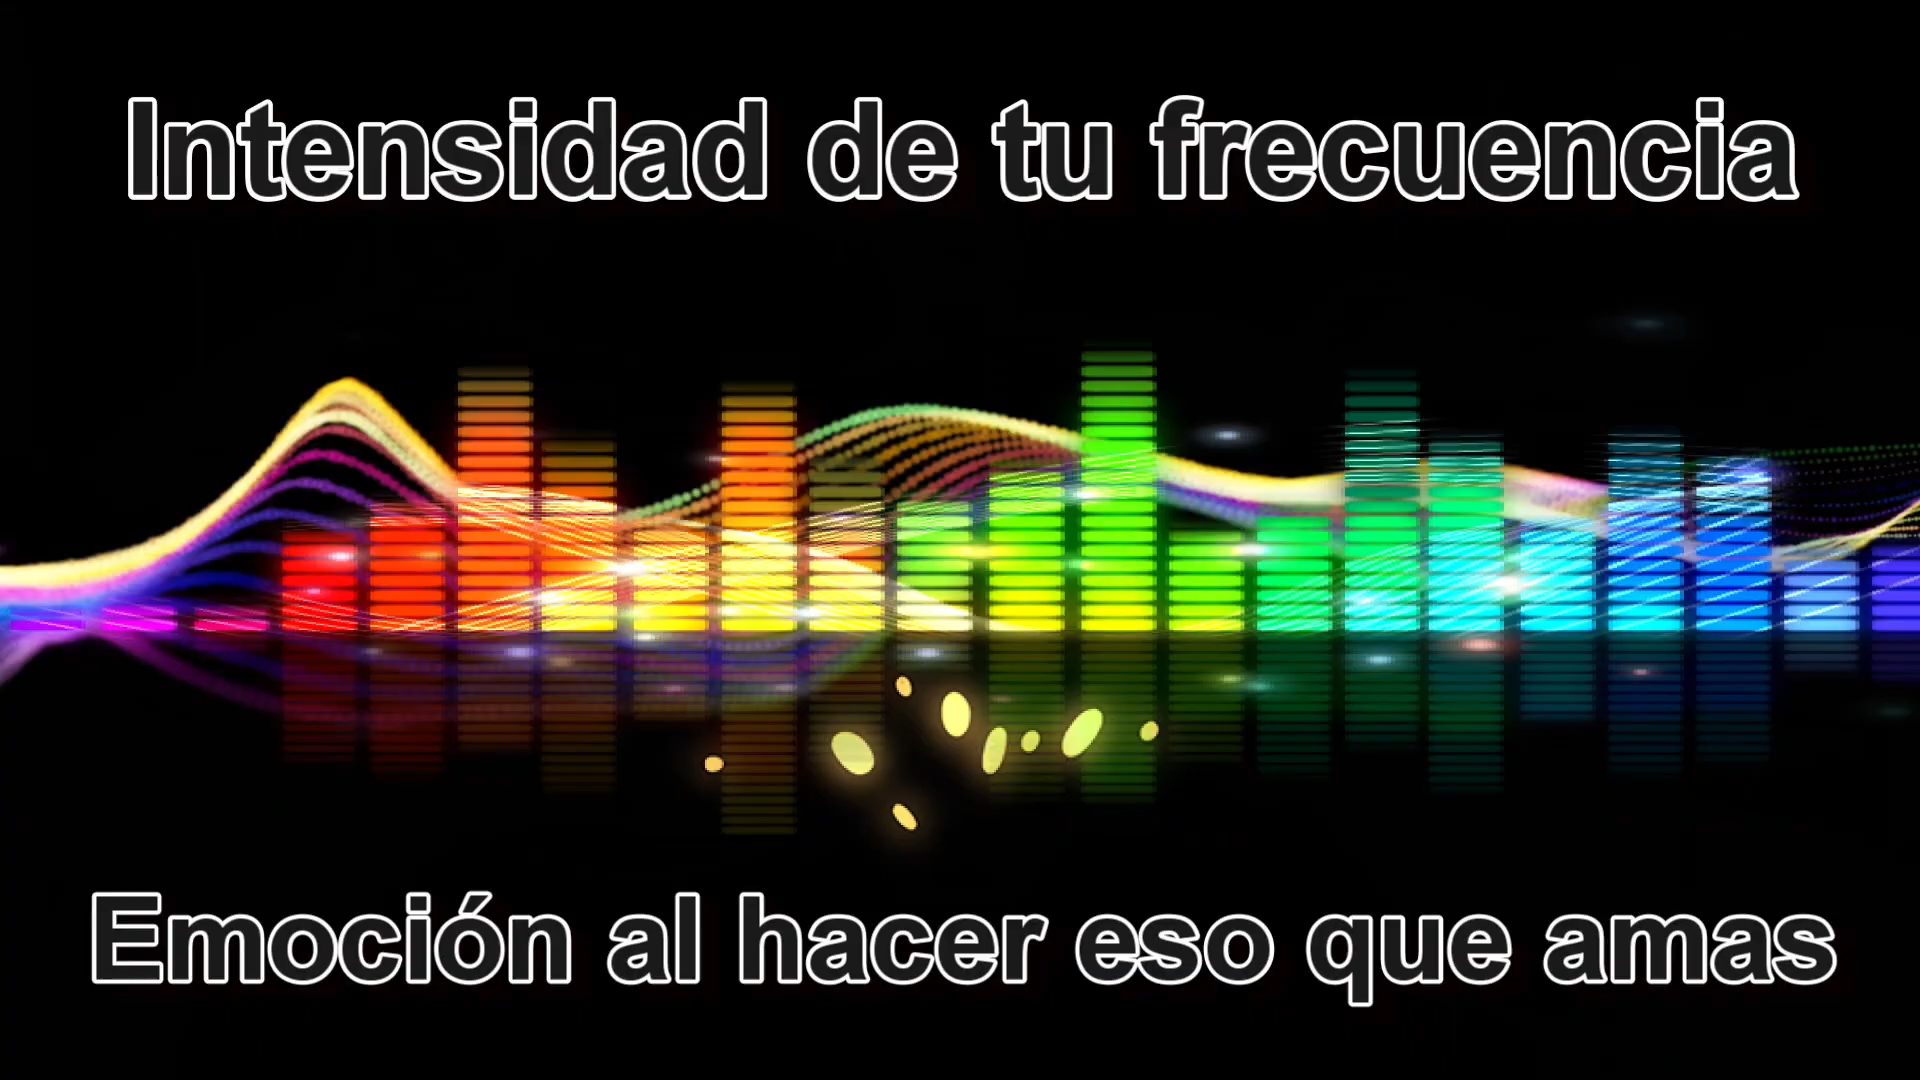 Intensidad de tu frecuencia
Emoción al hacer eso que amas